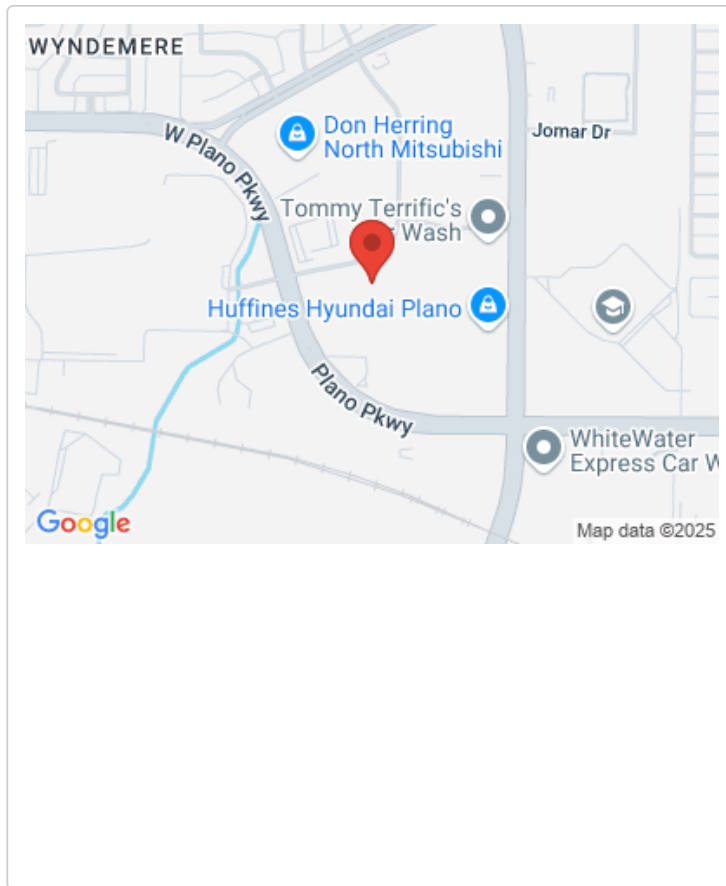 WYNDEMERE
W Plano Pkwy
Don Herring
North Mitsubishi
Jomar Dr
Tommy Terrific's
Wash
Huffines Hyundai Plano
Plano Pkwy
WhiteWater
Express Car W
Google
Map data ©2025